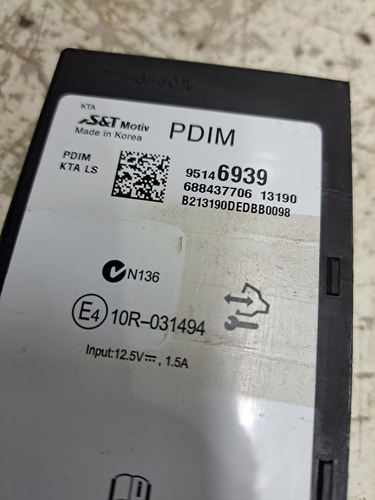 KTA
S&T Motiv
Made in Korea
PDIM
PDIM
KTA LS
95146939
688437706 13190
B213190DEDBB0098
N136
E4 10R-031494
Input:12.5V⎓, 1.5A